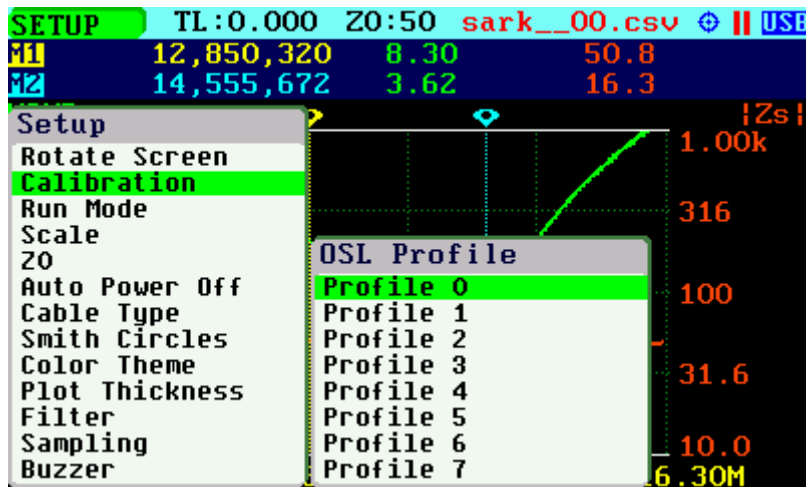 SETUP TL:0.000 Z0:50 sark__00.csv USB
M1 12,850,320 8.30 50.8
M2 14,555,672 3.62 16.3
|Zs|
Setup
Rotate Screen
Calibration
Run Mode
Scale
Z0
Auto Power Off
Cable Type
Smith Circles
Color Theme
Plot Thickness
Filter
Sampling
Buzzer
OSL Profile
Profile 0
Profile 1
Profile 2
Profile 3
Profile 4
Profile 5
Profile 6
Profile 7
1.00k
316
100
31.6
10.0
6.30M